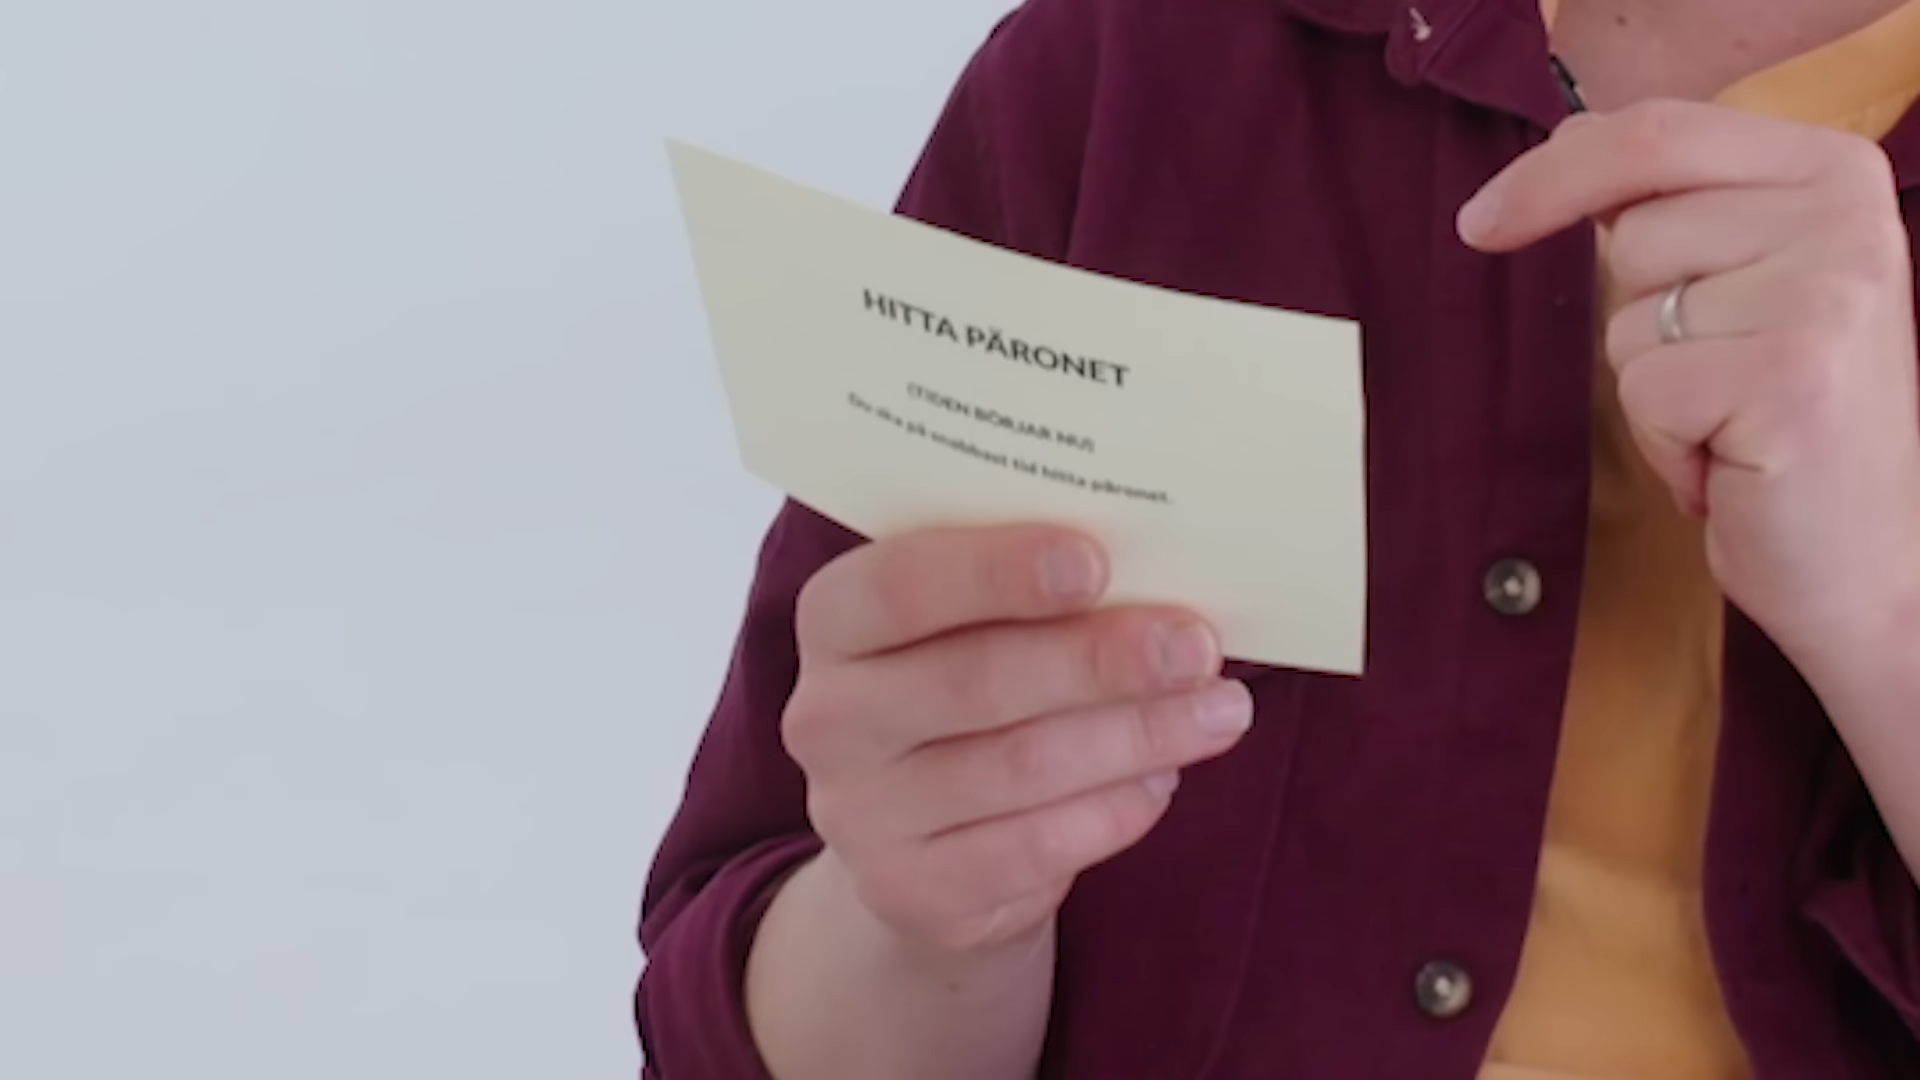 HITTA PÄRONET
(TIDEN BÖRJAR NU)
Du ska på snabbast tid hitta päronet.